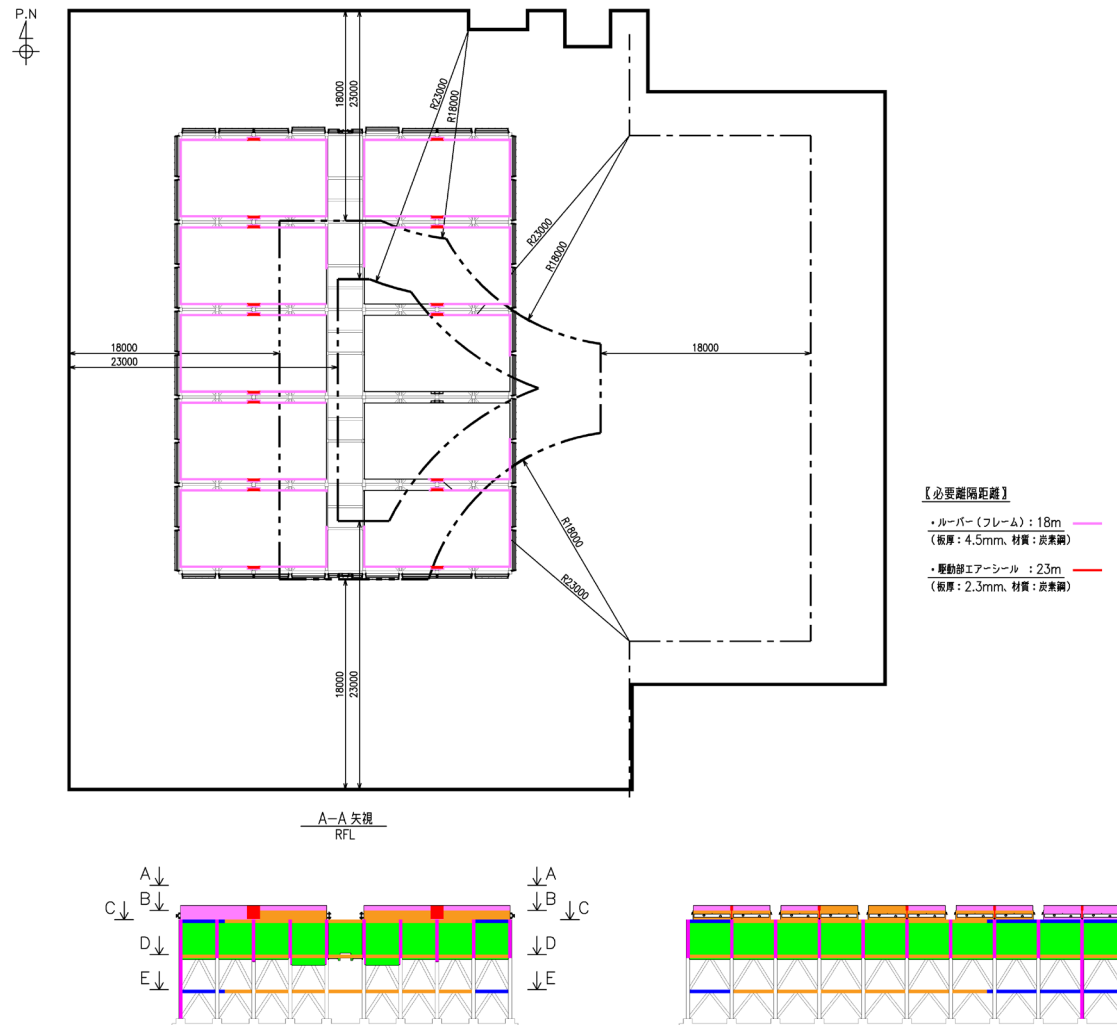 P.N
18000
23000
R23000
R18000
R23000
R18000
18000
23000
18000
R18000
R23000
18000
23000
【必要離隔距離】
・ルーバー(フレーム):18m
(板厚:4.5mm、材質:炭素鋼)
・駆動部エアーシール :23m
(板厚:2.3mm、材質:炭素鋼)
A-A 矢視
RFL
A A
B B
C C
D D
E E